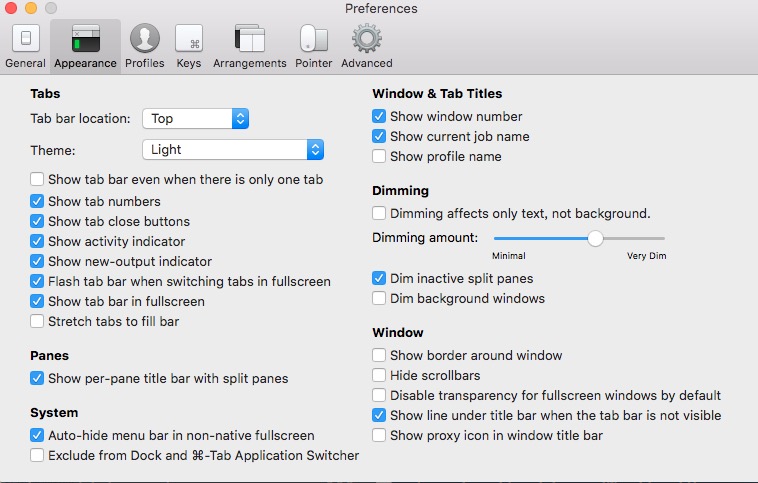 Preferences
General Appearance Profiles Keys Arrangements Pointer Advanced
Tabs
Tab bar location: Top
Theme: Light
Show tab bar even when there is only one tab
Show tab numbers
Show tab close buttons
Show activity indicator
Show new-output indicator
Flash tab bar when switching tabs in fullscreen
Show tab bar in fullscreen
Stretch tabs to fill bar
Panes
Show per-pane title bar with split panes
System
Auto-hide menu bar in non-native fullscreen
Exclude from Dock and ⌘-Tab Application Switcher
Window & Tab Titles
Show window number
Show current job name
Show profile name
Dimming
Dimming affects only text, not background.
Dimming amount:
Minimal Very Dim
Dim inactive split panes
Dim background windows
Window
Show border around window
Hide scrollbars
Disable transparency for fullscreen windows by default
Show line under title bar when the tab bar is not visible
Show proxy icon in window title bar